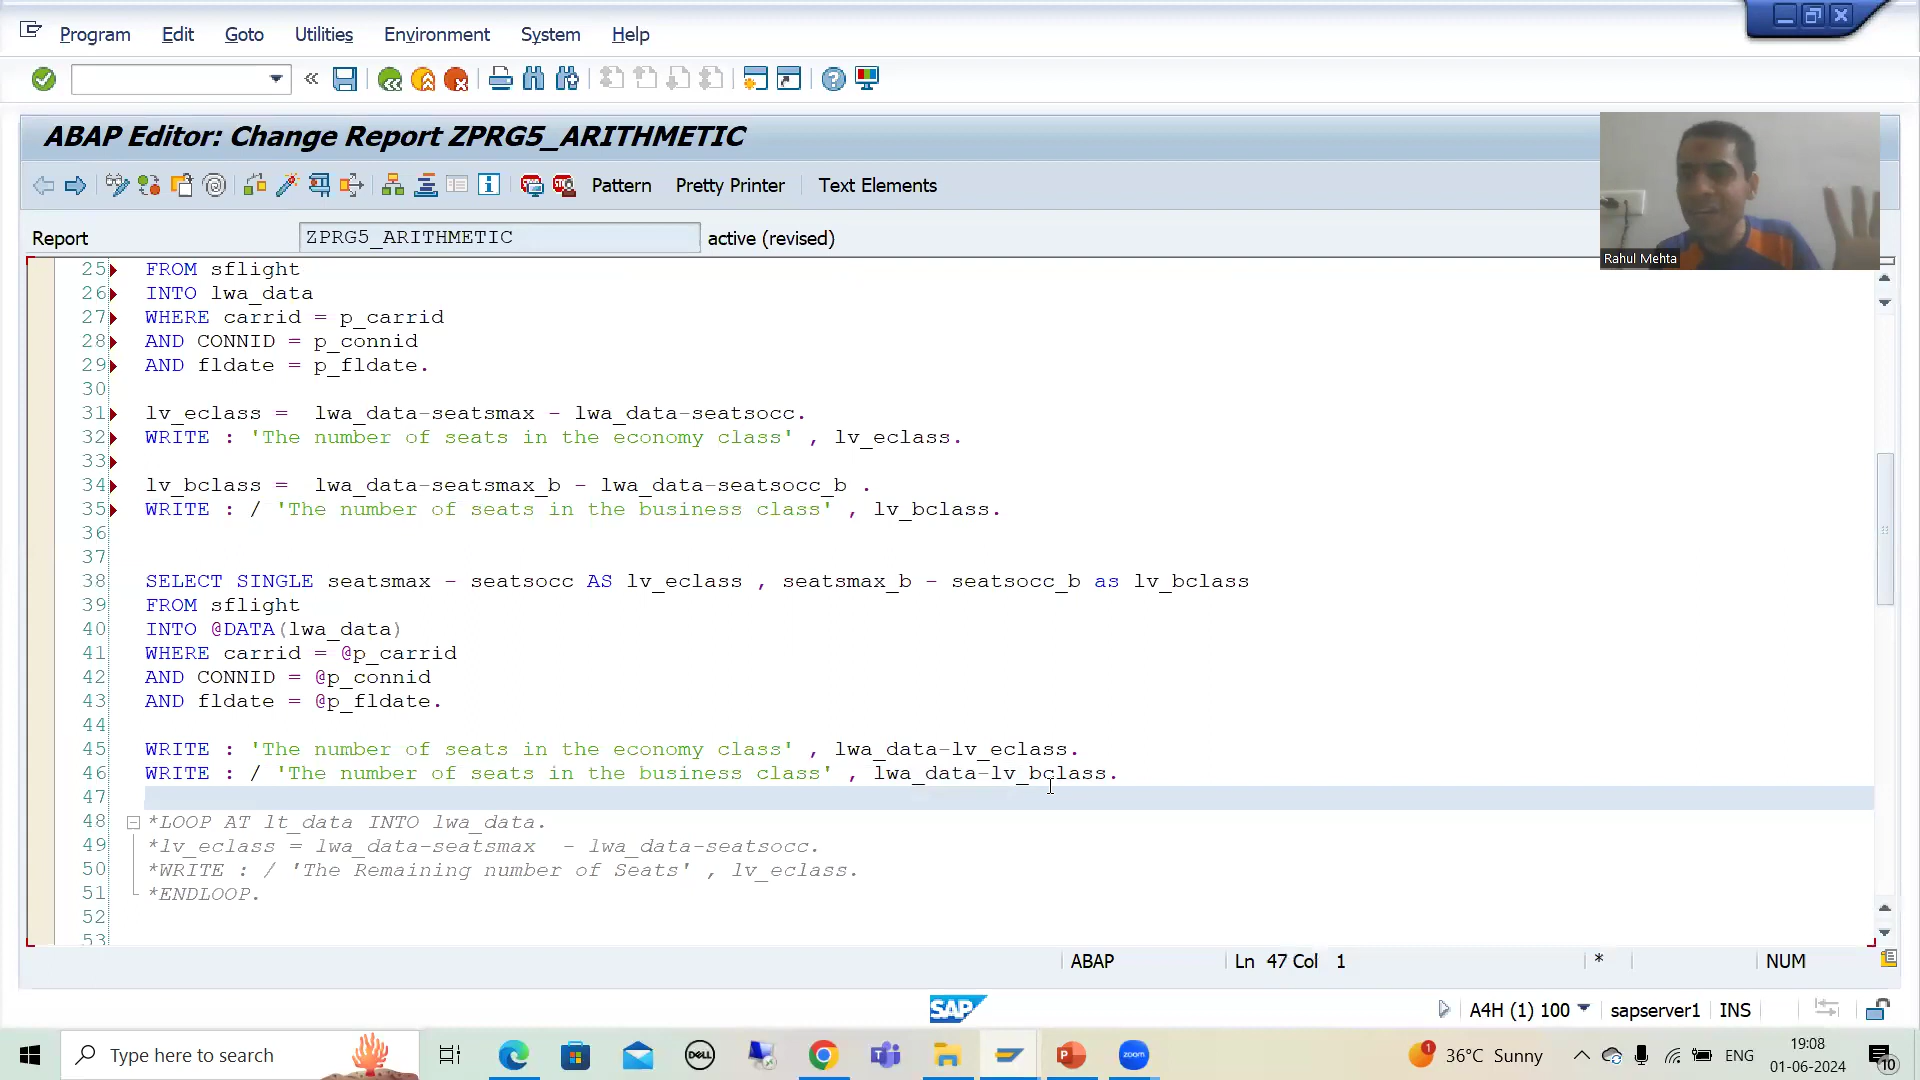 Program Edit Goto Utilities Environment System Help
ABAP Editor: Change Report ZPRG5_ARITHMETIC
Pattern Pretty Printer Text Elements
Report ZPRG5_ARITHMETIC active (revised)
Rahul Mehta
25 FROM sflight
26 INTO lwa_data
27 WHERE carrid = p_carrid
28 AND CONNID = p_connid
29 AND fldate = p_fldate.
30
31 lv_eclass =  lwa_data-seatsmax - lwa_data-seatsocc.
32 WRITE : 'The number of seats in the economy class' , lv_eclass.
33
34 lv_bclass =  lwa_data-seatsmax_b - lwa_data-seatsocc_b .
35 WRITE : / 'The number of seats in the business class' , lv_bclass.
36
37
38 SELECT SINGLE seatsmax - seatsocc AS lv_eclass , seatsmax_b - seatsocc_b as lv_bclass
39 FROM sflight
40 INTO @DATA(lwa_data)
41 WHERE carrid = @p_carrid
42 AND CONNID = @p_connid
43 AND fldate = @p_fldate.
44
45 WRITE : 'The number of seats in the economy class' , lwa_data-lv_eclass.
46 WRITE : / 'The number of seats in the business class' , lwa_data-lv_bclass.
47
48 *LOOP AT lt_data INTO lwa_data.
49 *lv_eclass = lwa_data-seatsmax  - lwa_data-seatsocc.
50 *WRITE : / 'The Remaining number of Seats' , lv_eclass.
51 *ENDLOOP.
52
53
ABAP Ln 47 Col 1 * NUM
SAP A4H (1) 100 sapserver1 INS
Type here to search DELL zoom 1 36°C Sunny ENG 19:08
01-06-2024 10